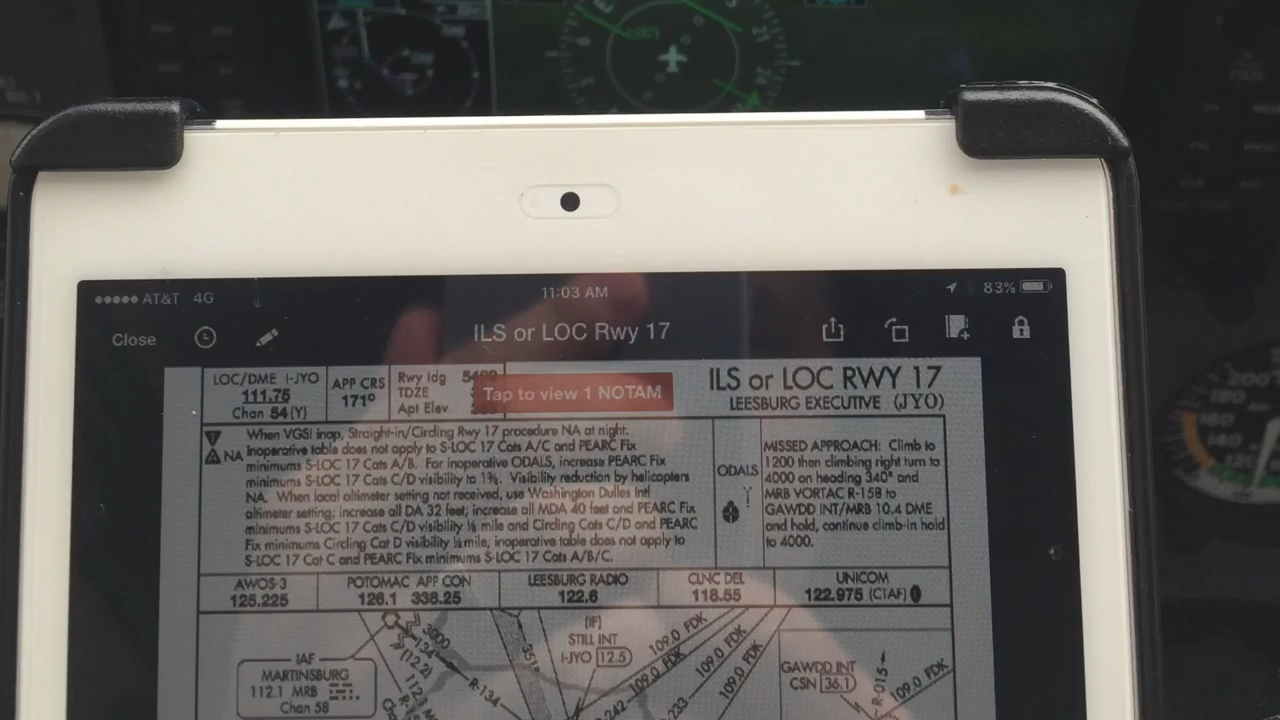 AT&T 4G 11:03 AM 83%
Close ILS or LOC Rwy 17
LOC/DME I-JYO
111.75
Chan 54 (Y)
APP CRS
171°
Rwy ldg
TDZE
Apt Elev
Tap to view 1 NOTAM
ILS or LOC RWY 17
LEESBURG EXECUTIVE (JYO)
NA
When VGSI inop, Straight-in/Circling Rwy 17 procedure NA at night.
Inoperative table does not apply to S-LOC 17 Cats A/C and PEARC Fix
minimums S-LOC 17 Cats A/B. For inoperative ODALS, increase PEARC Fix
minimums S-LOC 17 Cats C/D visibility to 1⅜. Visibility reduction by helicopters
NA. When local altimeter setting not received, use Washington Dulles Intl
altimeter setting; increase all DA 32 feet; increase all MDA 40 feet and PEARC Fix
minimums S-LOC 17 Cats C/D visibility mile and Circling Cats C/D and PEARC
Fix minimums Circling Cat D visibility mile; inoperative table does not apply to
S-LOC 17 Cat C and PEARC Fix minimums S-LOC 17 Cats A/B/C.
ODALS
MISSED APPROACH: Climb to
1200 then climbing right turn to
4000 on heading 340° and
MRB VORTAC R-158 to
GAWDD INT/MRB 10.4 DME
and hold, continue climb-in hold
to 4000.
AWOS-3
125.225
POTOMAC APP CON
126.1 338.25
LEESBURG RADIO
122.6
CLNC DEL
118.55
UNICOM
122.975 (CTAF)
IAF
MARTINSBURG
112.1 MRB
Chan 58
3000
134
(12.2)
R-134
351°
(IF)
STILL INT
I-JYO 12.5
109.0 FDK
109.0 FDK
109.0 FDK
109.0 FDK
-242
-233
GAWDD INT
CSN 36.1
R-015
109.0 FDK